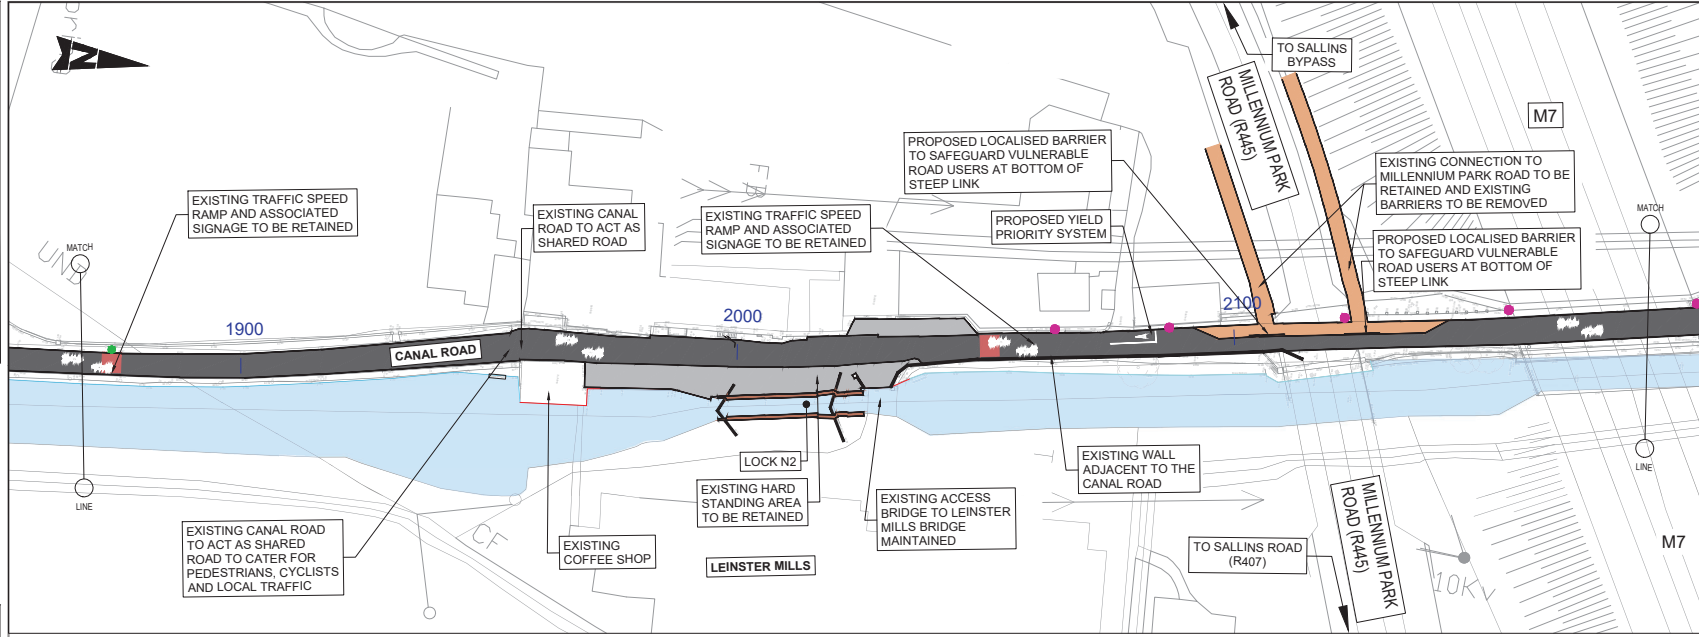 TO SALLINS
BYPASS
MILLENNIUM PARK
ROAD (R445)
M7
PROPOSED LOCALISED BARRIER
TO SAFEGUARD VULNERABLE
ROAD USERS AT BOTTOM OF
STEEP LINK
EXISTING CONNECTION TO
MILLENNIUM PARK ROAD TO BE
RETAINED AND EXISTING
BARRIERS TO BE REMOVED
EXISTING TRAFFIC SPEED
RAMP AND ASSOCIATED
SIGNAGE TO BE RETAINED
EXISTING CANAL
ROAD TO ACT AS
SHARED ROAD
EXISTING TRAFFIC SPEED
RAMP AND ASSOCIATED
SIGNAGE TO BE RETAINED
PROPOSED YIELD
PRIORITY SYSTEM
PROPOSED LOCALISED BARRIER
TO SAFEGUARD VULNERABLE
ROAD USERS AT BOTTOM OF
STEEP LINK
MATCH
LINE
MATCH
LINE
UND
N
1900
2000
2100
CANAL ROAD
LOCK N2
EXISTING HARD
STANDING AREA
TO BE RETAINED
EXISTING ACCESS
BRIDGE TO LEINSTER
MILLS BRIDGE
MAINTAINED
EXISTING WALL
ADJACENT TO THE
CANAL ROAD
EXISTING CANAL ROAD
TO ACT AS SHARED
ROAD TO CATER FOR
PEDESTRIANS, CYCLISTS
AND LOCAL TRAFFIC
CF
EXISTING
COFFEE SHOP
LEINSTER MILLS
TO SALLINS ROAD
(R407)
MILLENNIUM PARK
ROAD (R445)
10KV
M7